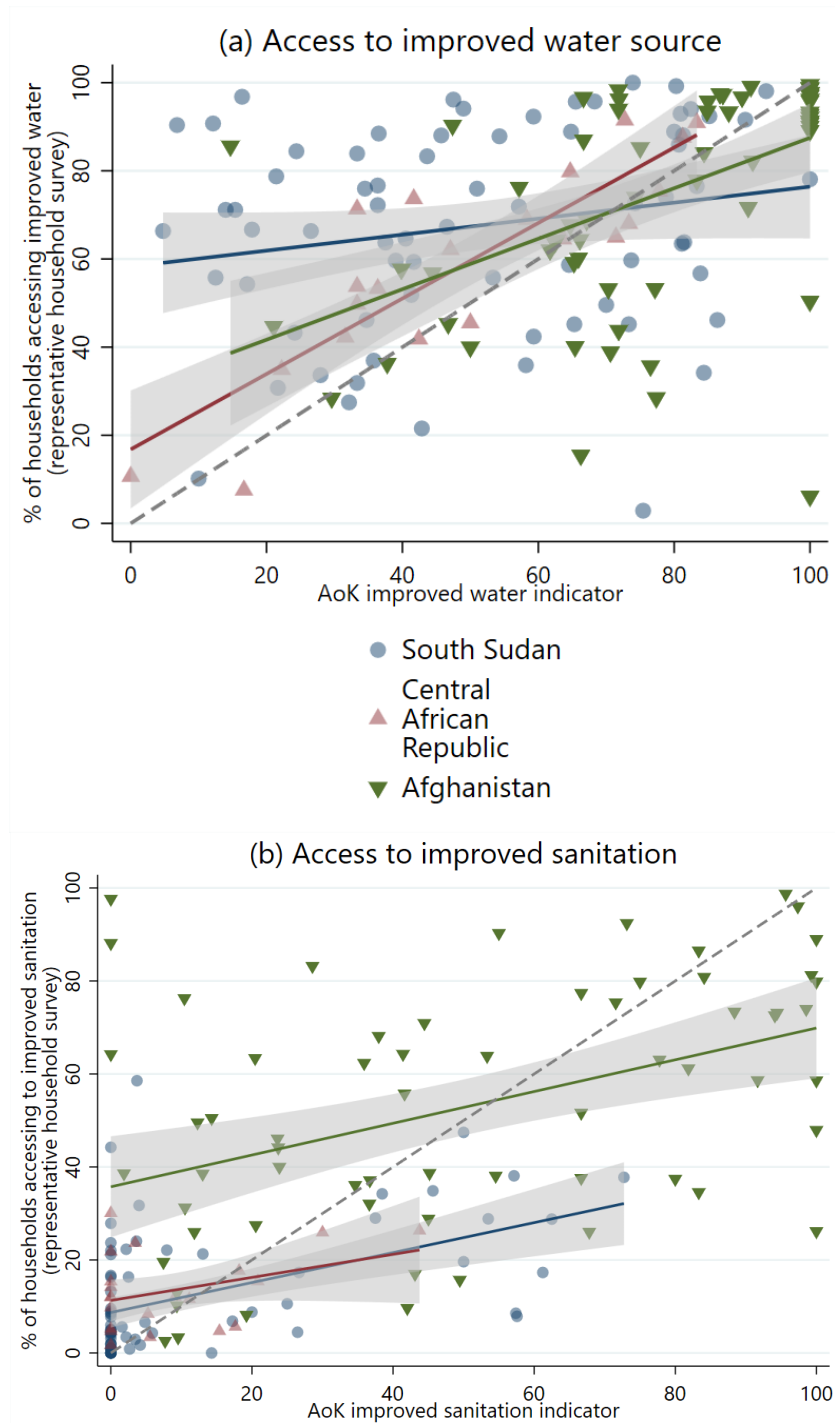 (a) Access to improved water source
% of households accessing improved water
(representative household survey)
100
80
60
40
20
0
0 20 40 60 80 100
AoK improved water indicator
South Sudan
Central
African
Republic
Afghanistan
(b) Access to improved sanitation
% of households accessing to improved sanitation
(representative household survey)
100
80
60
40
20
0
0 20 40 60 80 100
AoK improved sanitation indicator